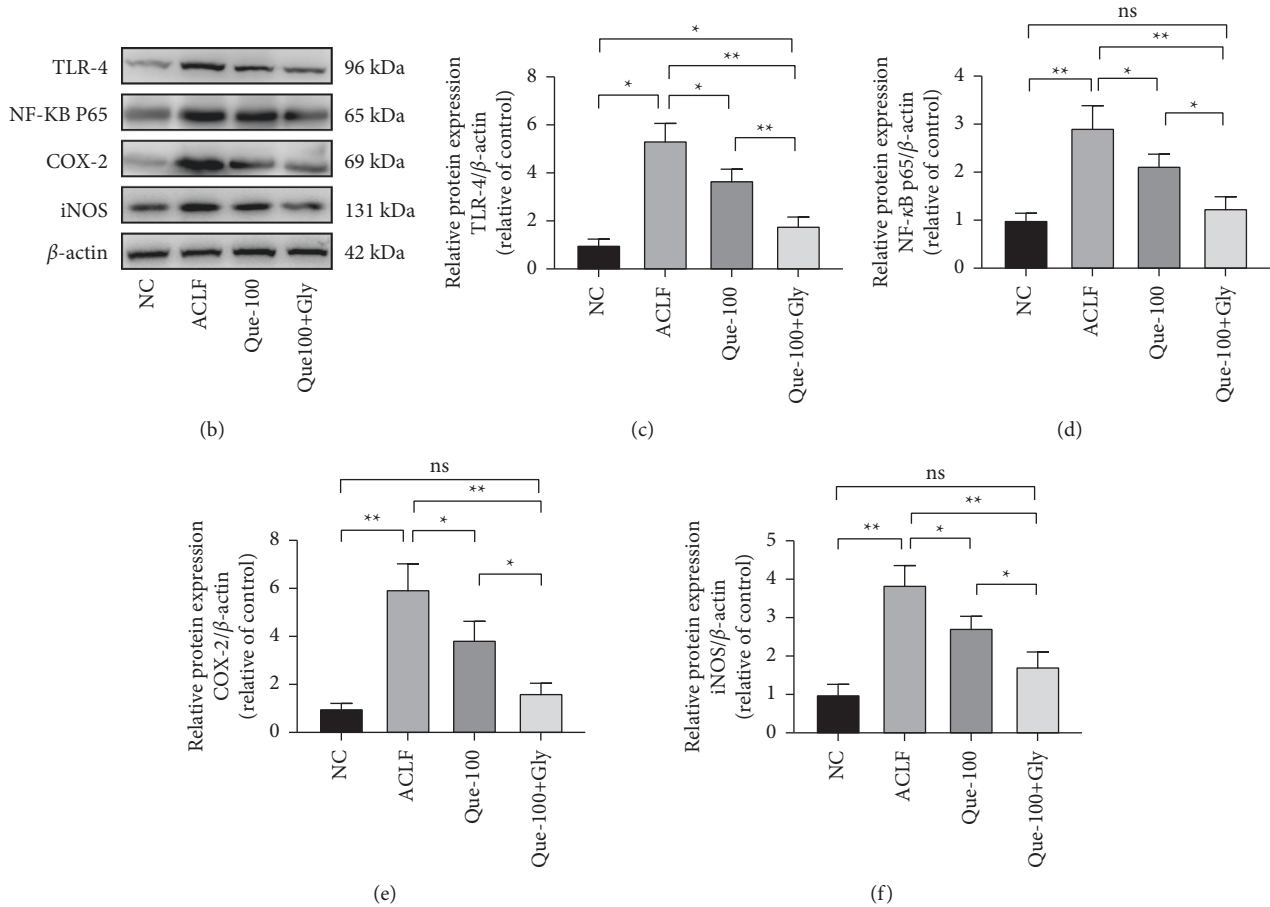 TLR-4 96 kDa
NF-KB P65 65 kDa
COX-2 69 kDa
iNOS 131 kDa
β-actin 42 kDa
NC
ACLF
Que-100
Que100+Gly
(b)
*
**
* *
**
8
6
4
2
0
Relative protein expression
TLR-4/β-actin
(relative of control)
NC
ACLF
Que-100
Que-100+Gly
(c)
ns
**
** *
*
4
3
2
1
0
Relative protein expression
NF-κB p65/β-actin
(relative of control)
NC
ACLF
Que-100
Que-100+Gly
(d)
ns
**
** *
*
8
6
4
2
0
Relative protein expression
COX-2/β-actin
(relative of control)
NC
ACLF
Que-100
Que-100+Gly
(e)
ns
**
** *
*
5
4
3
2
1
0
Relative protein expression
iNOS/β-actin
(relative of control)
NC
ACLF
Que-100
Que-100+Gly
(f)